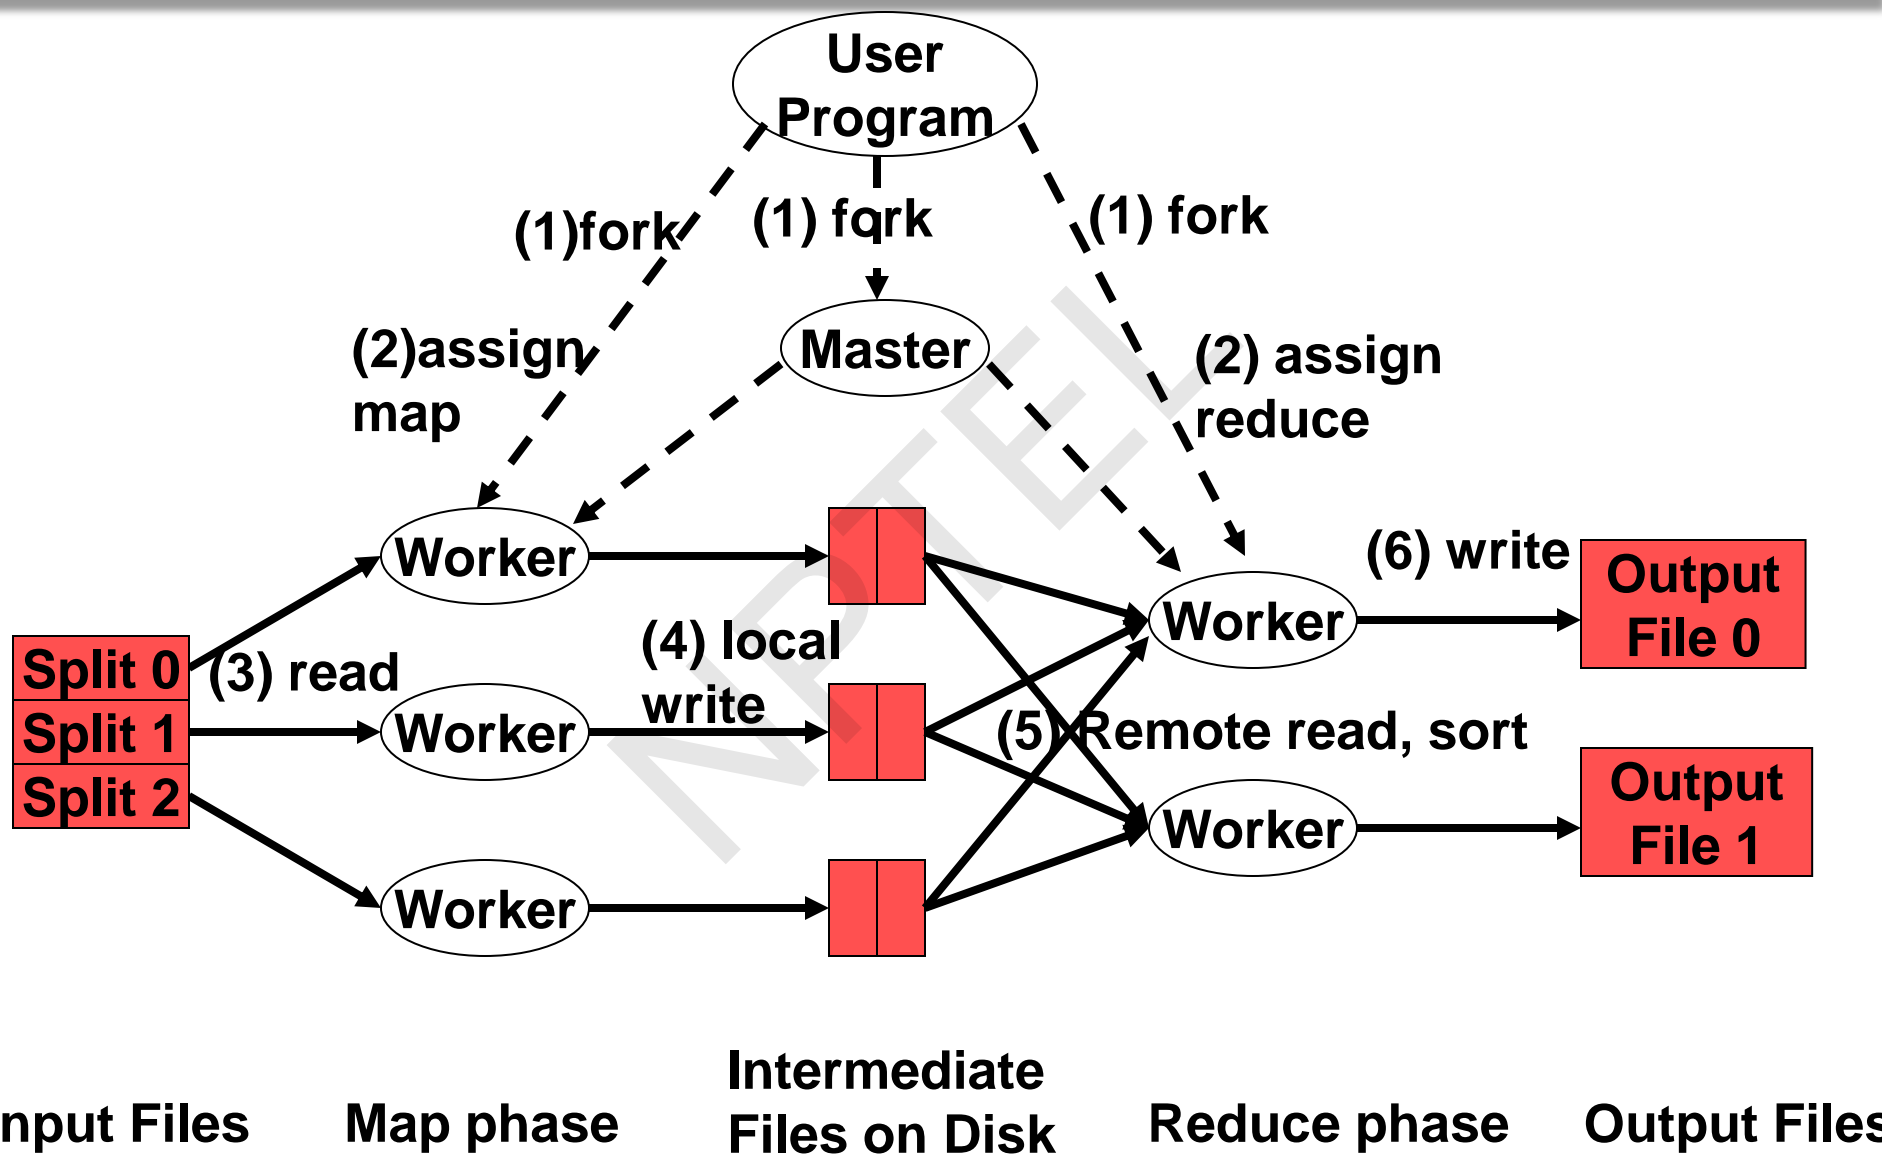 User
Program
(1)fork
(1) fork
(1) fork
Master
(2)assign
map
(2) assign
reduce
Worker
Worker
Worker
Split 0
Split 1
Split 2
(3) read
(4) local
write
(5) Remote read, sort
Worker
Worker
(6) write
Output
File 0
Output
File 1
NPTEL
nput Files
Map phase
Intermediate
Files on Disk
Reduce phase
Output Files